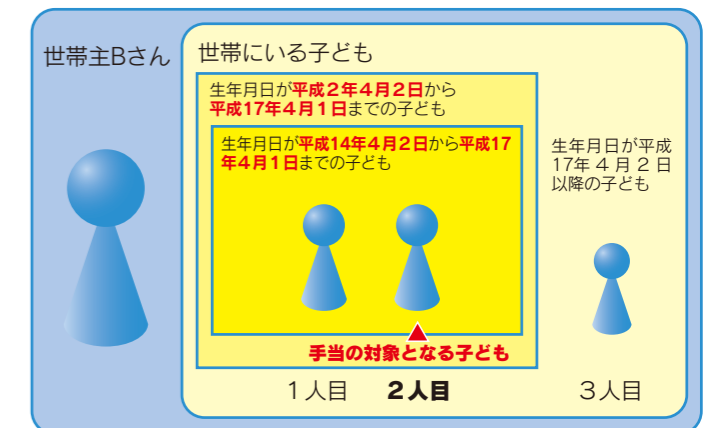 世帯主Bさん
世帯にいる子ども
生年月日が平成2年4月2日から
平成17年4月1日までの子ども
生年月日が平成14年4月2日から平成17
年4月1日までの子ども
生年月日が平成
17年 4 月 2 日
以降の子ども
手当の対象となる子ども
1人目
2人目
3人目